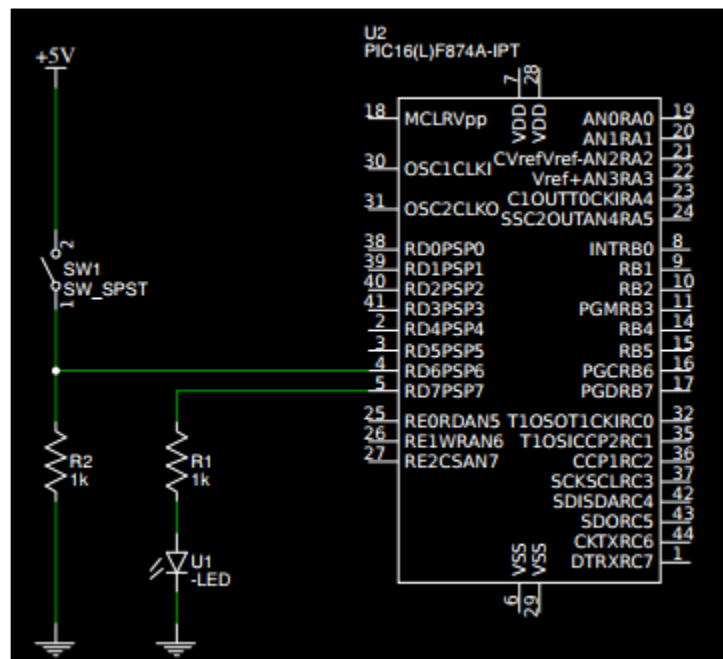 U2
PIC16(L)F874A-IPT
+5V
7 28
VDD VDD
18 MCLRVpp
30 OSC1CLKI
31 OSC2CLKO
38 RD0PSP0
39 RD1PSP1
40 RD2PSP2
41 RD3PSP3
2 RD4PSP4
3 RD5PSP5
4 RD6PSP6
5 RD7PSP7
25 RE0RDAN5
26 RE1WRAN6
27 RE2CSAN7
AN0RA0 19
AN1RA1 20
CVrefVref-AN2RA2 21
Vref+AN3RA3 22
C1OUTT0CKIRA4 23
SSC2OUTAN4RA5 24
INTRB0 8
RB1 9
RB2 10
PGMRB3 11
RB4 14
RB5 15
PGCRB6 16
PGDRB7 17
T1OSOT1CKIRC0 32
T1OSICCP2RC1 35
CCP1RC2 36
SCKSCLRC3 37
SDISDARC4 42
SDORC5 43
CKTXRC6 44
DTRXRC7 1
VSS VSS
6 29
2
SW1
SW_SPST
1
R2
1k
R1
1k
U1
-LED